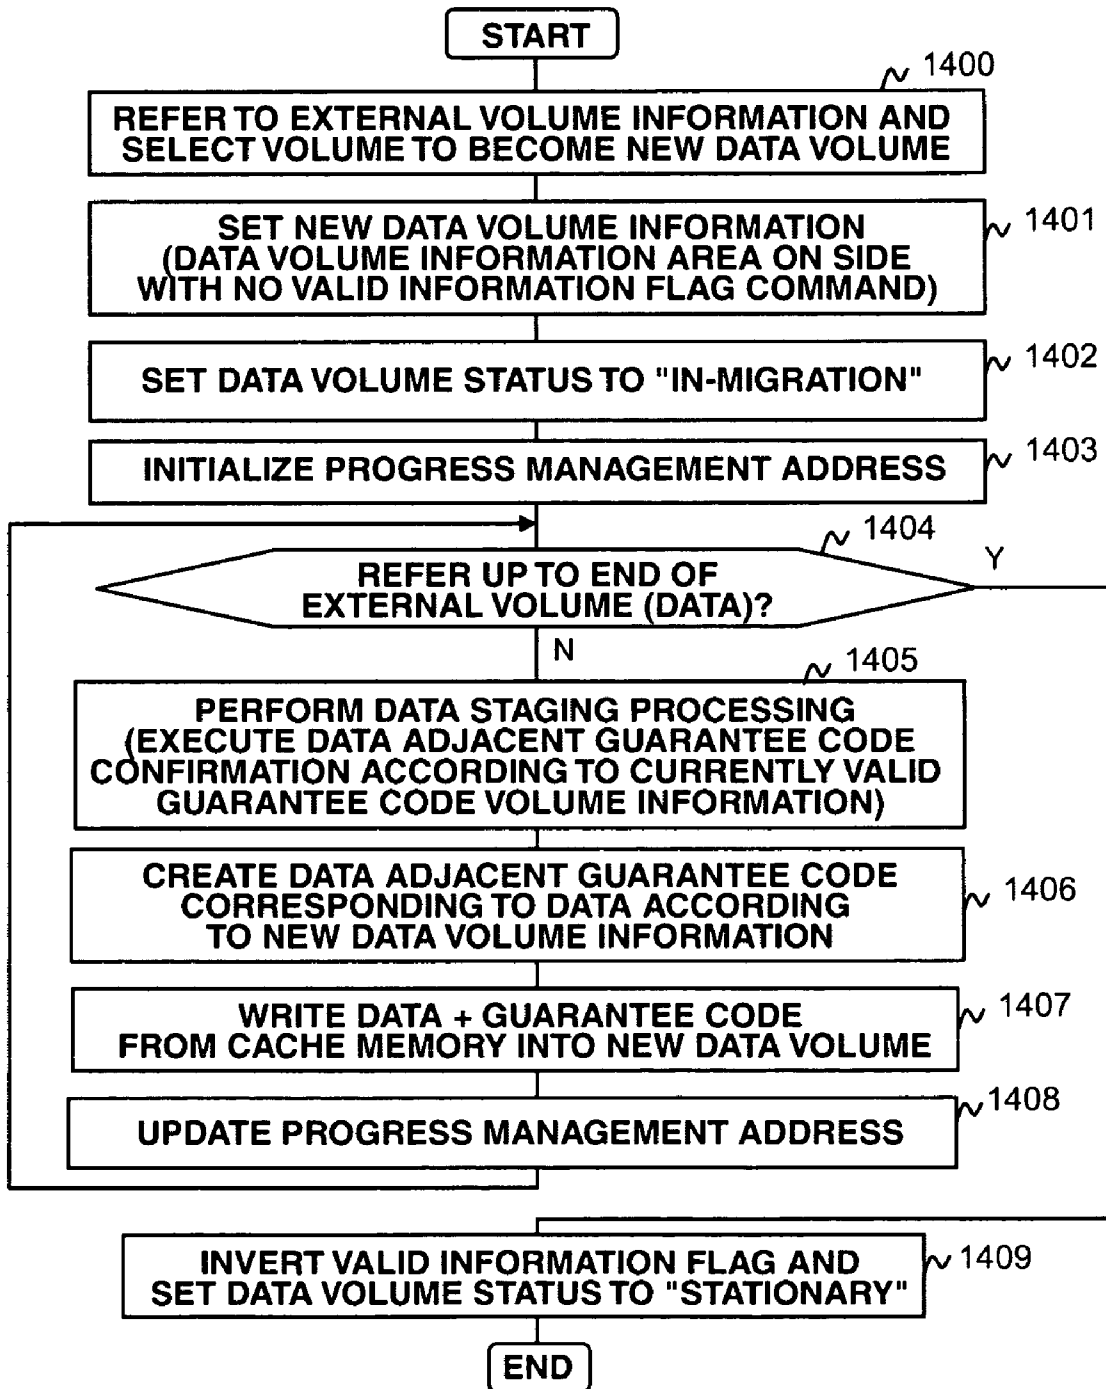 START
1400
REFER TO EXTERNAL VOLUME INFORMATION AND
SELECT VOLUME TO BECOME NEW DATA VOLUME
1401
SET NEW DATA VOLUME INFORMATION
(DATA VOLUME INFORMATION AREA ON SIDE
WITH NO VALID INFORMATION FLAG COMMAND)
1402
SET DATA VOLUME STATUS TO "IN-MIGRATION"
1403
INITIALIZE PROGRESS MANAGEMENT ADDRESS
1404
REFER UP TO END OF
EXTERNAL VOLUME (DATA)?
Y
N
1405
PERFORM DATA STAGING PROCESSING
(EXECUTE DATA ADJACENT GUARANTEE CODE
CONFIRMATION ACCORDING TO CURRENTLY VALID
GUARANTEE CODE VOLUME INFORMATION)
1406
CREATE DATA ADJACENT GUARANTEE CODE
CORRESPONDING TO DATA ACCORDING
TO NEW DATA VOLUME INFORMATION
1407
WRITE DATA + GUARANTEE CODE
FROM CACHE MEMORY INTO NEW DATA VOLUME
1408
UPDATE PROGRESS MANAGEMENT ADDRESS
1409
INVERT VALID INFORMATION FLAG AND
SET DATA VOLUME STATUS TO "STATIONARY"
END